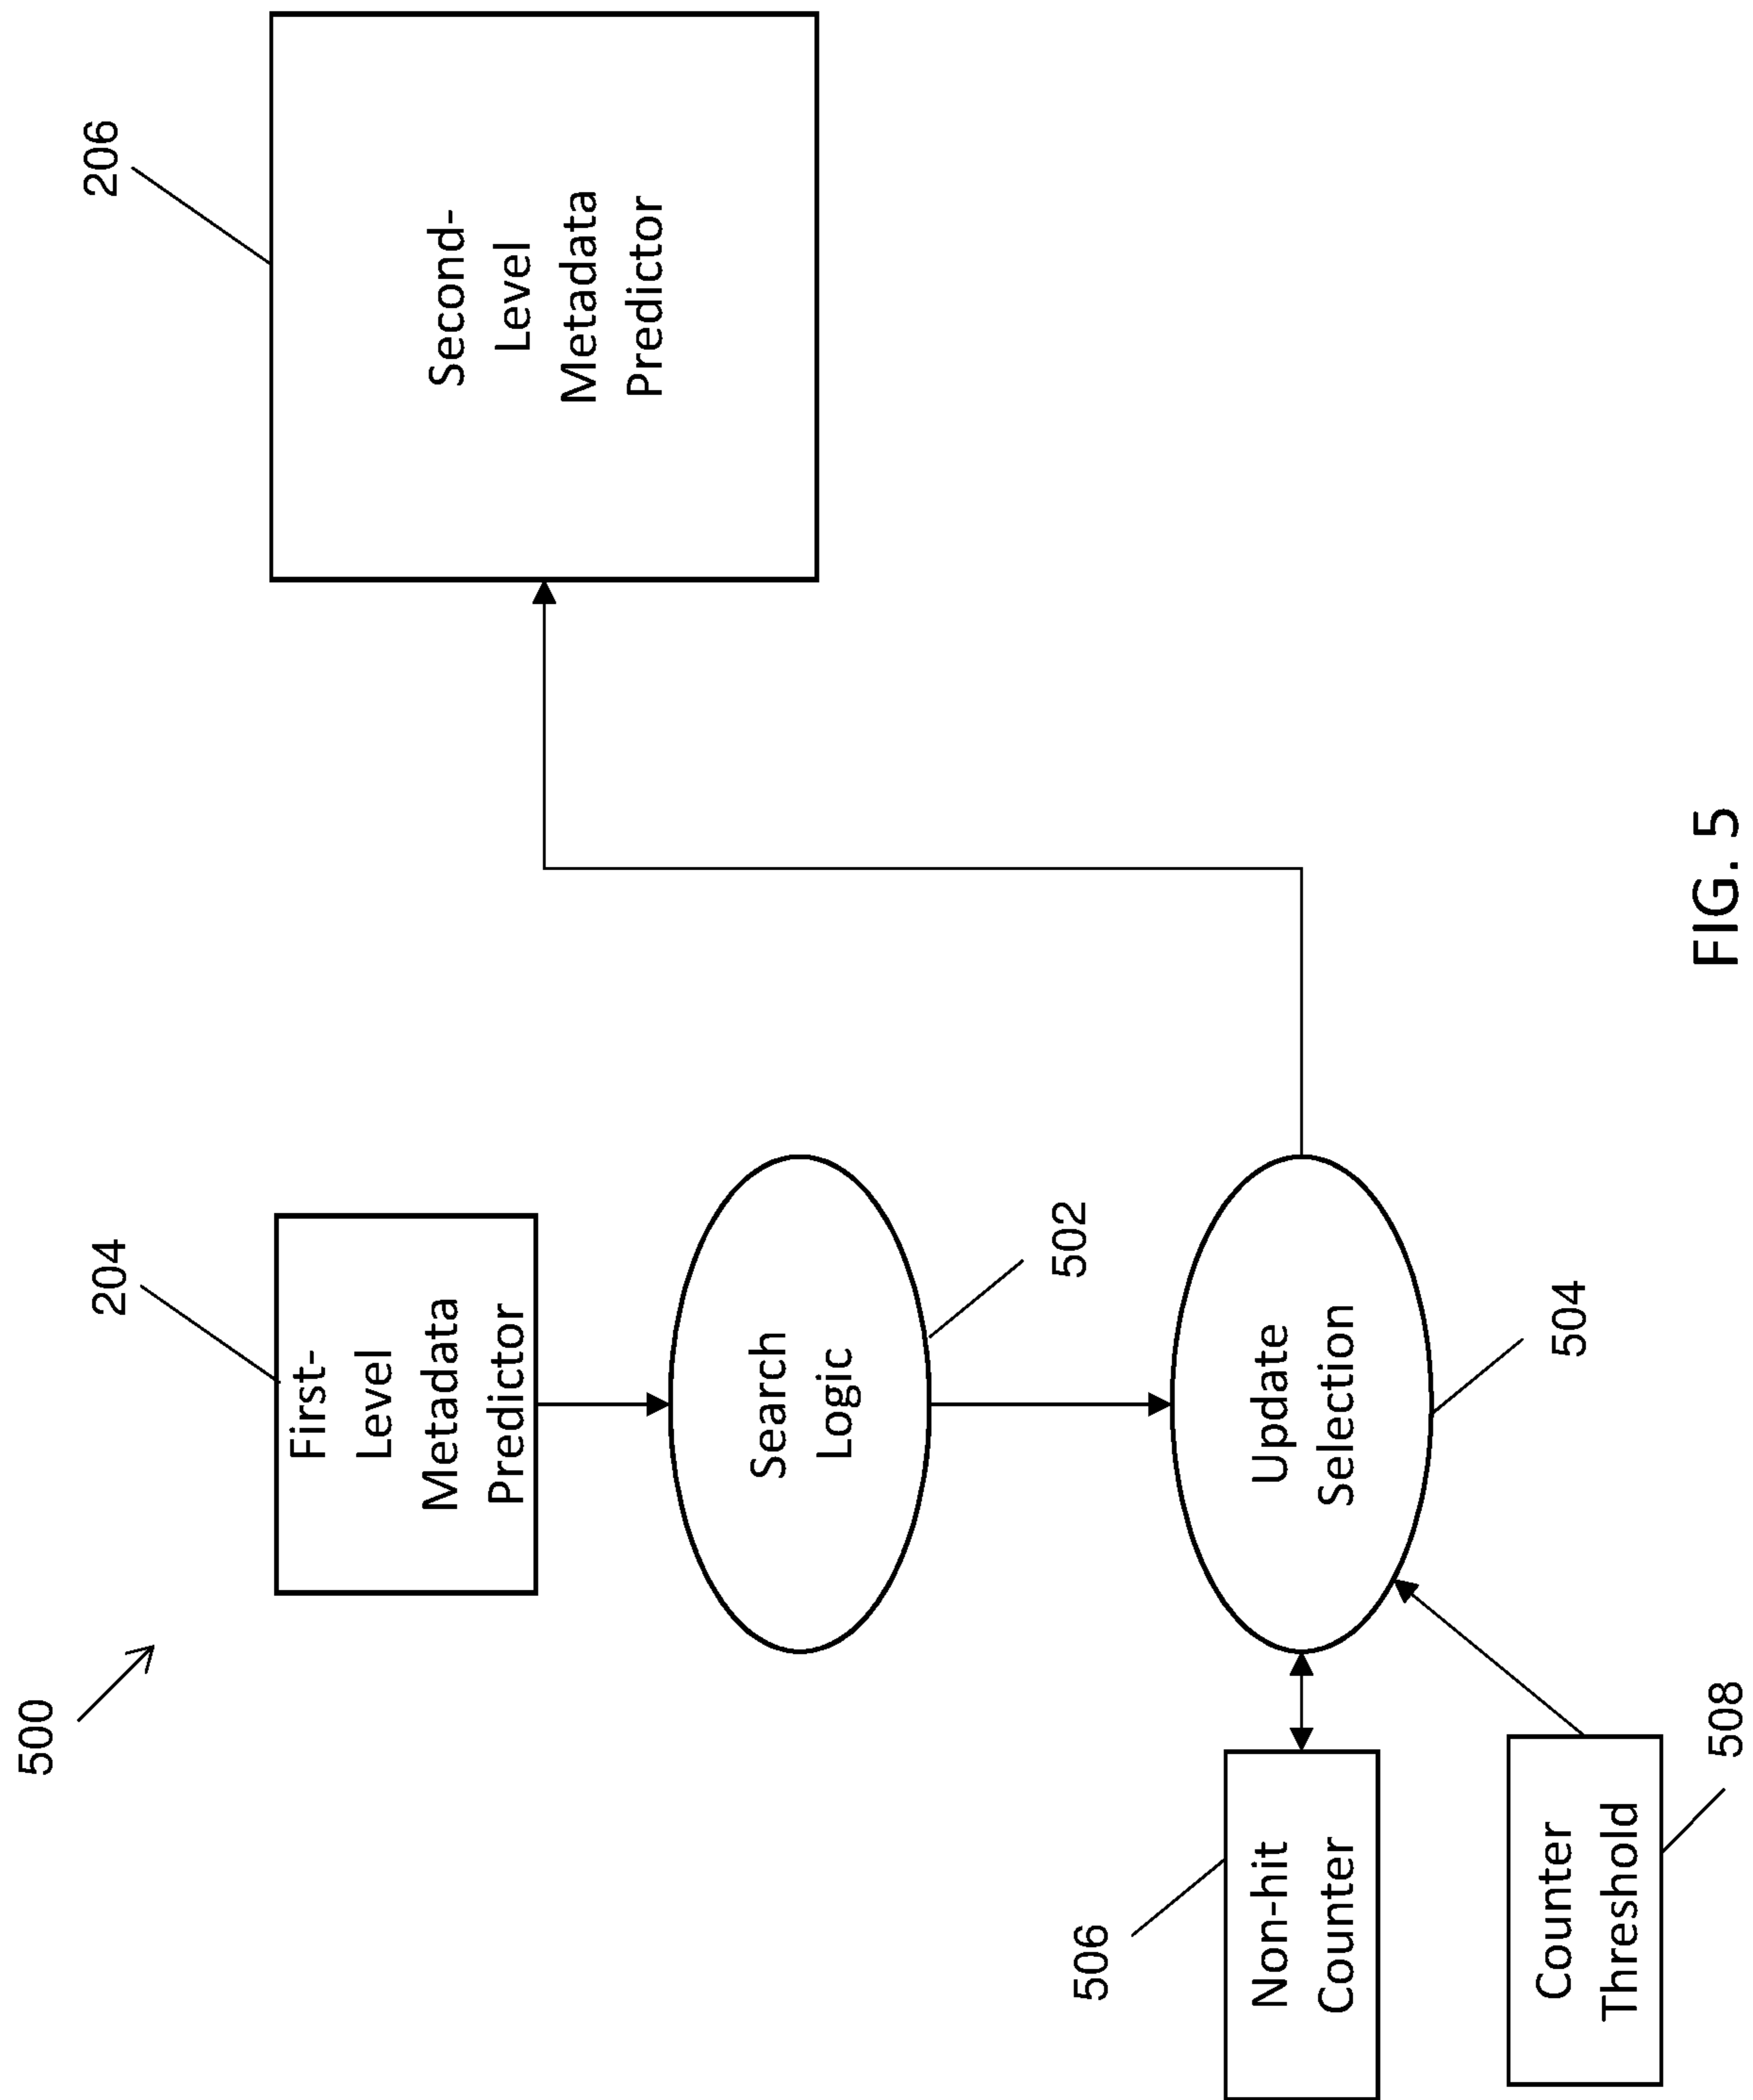 500
204
First-
Level
Metadata
Predictor
206
Second-
Level
Metadata
Predictor
Search
Logic
502
506
Non-hit
Counter
Update
Selection
504
Counter
Threshold
508
FIG. 5